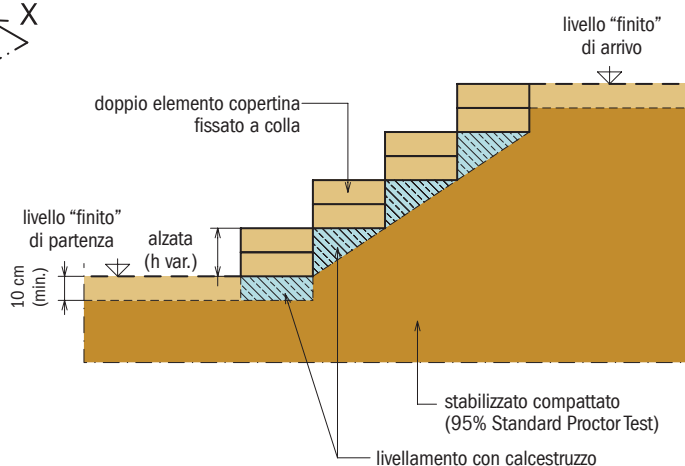 X
livello “finito”
di arrivo
doppio elemento copertina
fissato a colla
livello “finito”
di partenza
alzata
(h var.)
10 cm
(min.)
stabilizzato compattato
(95% Standard Proctor Test)
livellamento con calcestruzzo